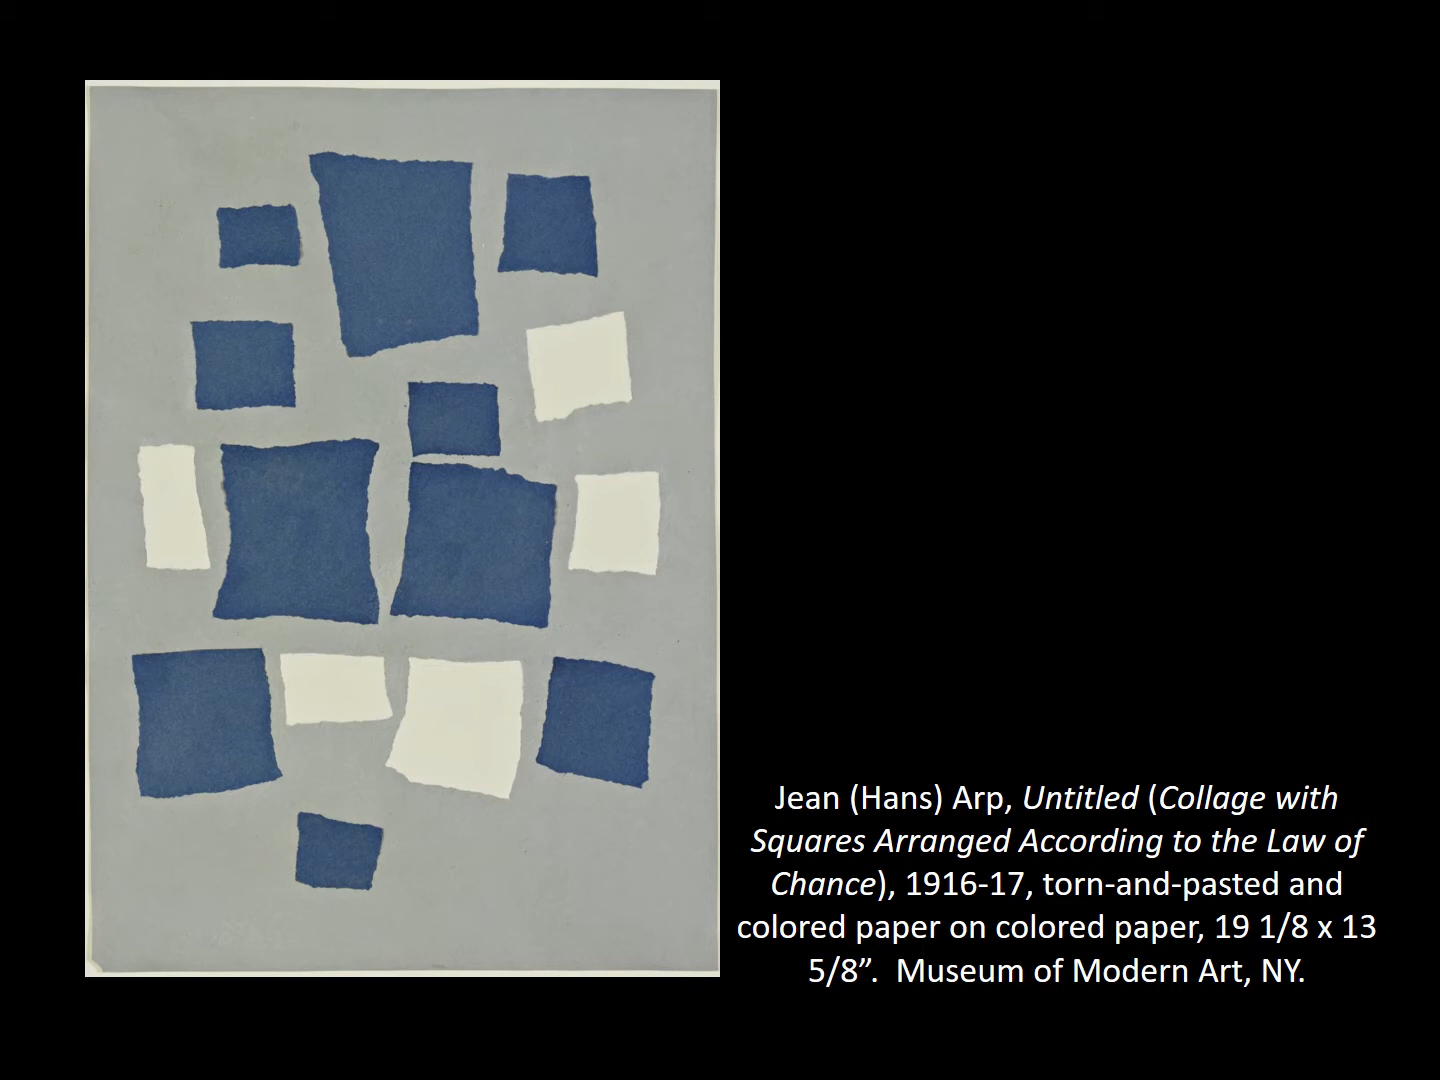 Jean (Hans) Arp, Untitled (Collage with
Squares Arranged According to the Law of
Chance), 1916-17, torn-and-pasted and
colored paper on colored paper, 19 1/8 x 13
5/8”.  Museum of Modern Art, NY.